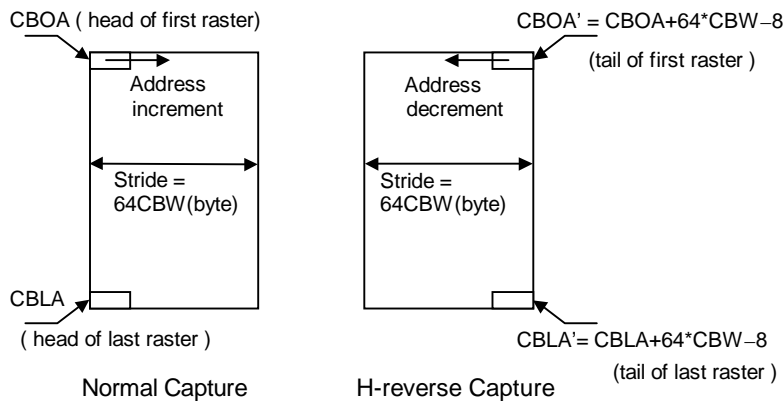 CBOA ( head of first raster)
Address
increment
Stride =
64CBW(byte)
CBLA
( head of last raster )
Normal Capture
CBOA’ = CBOA+64*CBW−8
(tail of first raster )
Address
decrement
Stride =
64CBW(byte)
CBLA’= CBLA+64*CBW−8
(tail of last raster )
H-reverse Capture